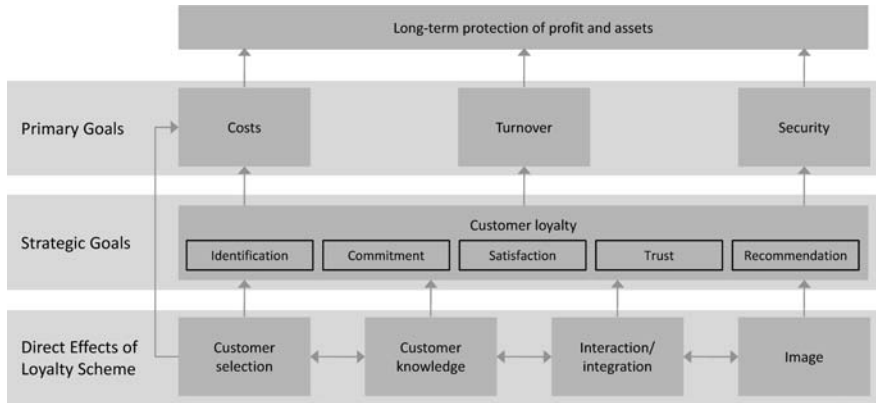 Long-term protection of profit and assets
Primary Goals
Costs
Turnover
Security
Strategic Goals
Customer loyalty
Identification
Commitment
Satisfaction
Trust
Recommendation
Direct Effects of
Loyalty Scheme
Customer
selection
Customer
knowledge
Interaction/
integration
Image